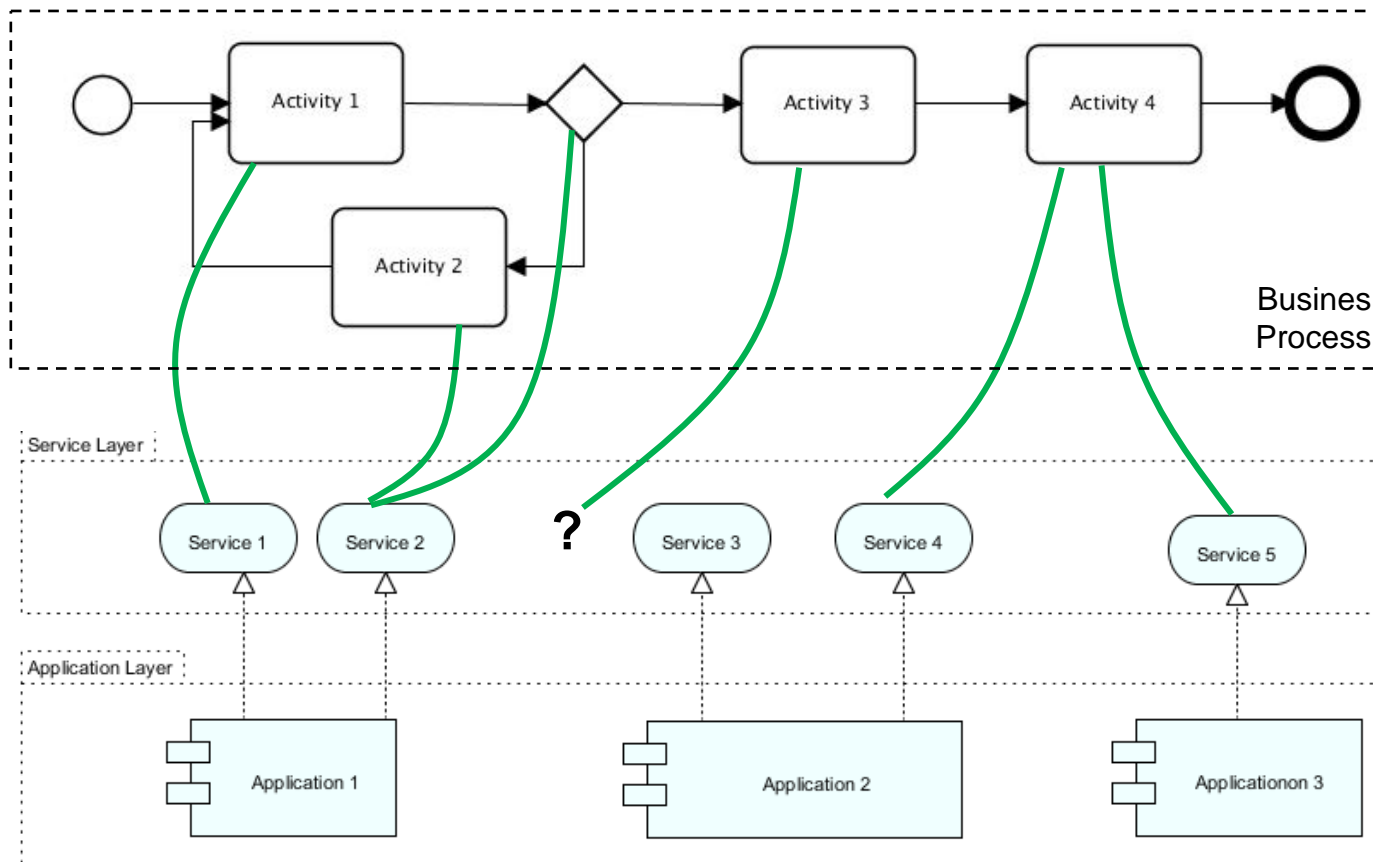 Activity 1
Activity 3
Activity 4
Activity 2
Busines
Process
Service Layer
?
Service 1
Service 2
Service 3
Service 4
Service 5
Application Layer
Application 1
Application 2
Applicationon 3